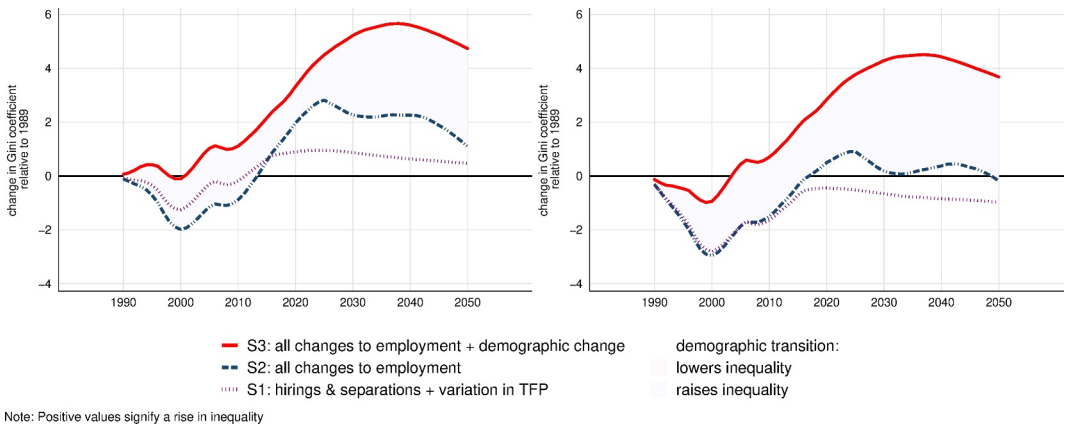 change in Gini coefficient
relative to 1989
6
4
2
0
−2
−4
1990 2000 2010 2020 2030 2040 2050
change in Gini coefficient
relative to 1989
6
4
2
0
−2
−4
1990 2000 2010 2020 2030 2040 2050
S3: all changes to employment + demographic change
S2: all changes to employment
S1: hirings & separations + variation in TFP
demographic transition:
lowers inequality
raises inequality
Note: Positive values signify a rise in inequality